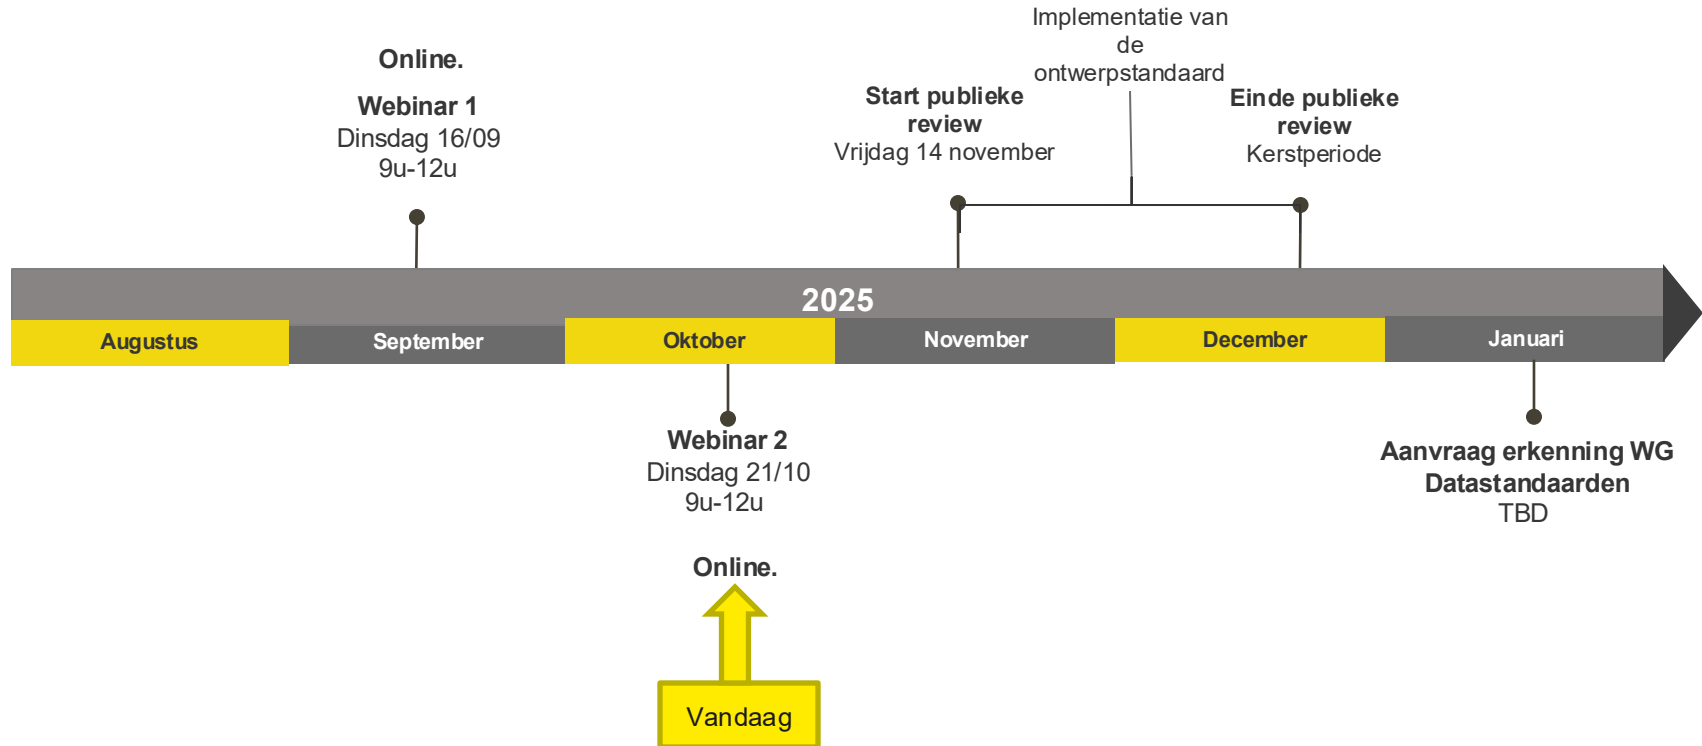 Online.
Webinar 1
Dinsdag 16/09
9u-12u
Start publieke
review
Vrijdag 14 november
Implementatie van
de
ontwerpstandaard
Einde publieke
review
Kerstperiode
2025
Augustus
September
Oktober
November
December
Januari
Webinar 2
Dinsdag 21/10
9u-12u
Online.
Vandaag
Aanvraag erkenning WG
Datastandaarden
TBD